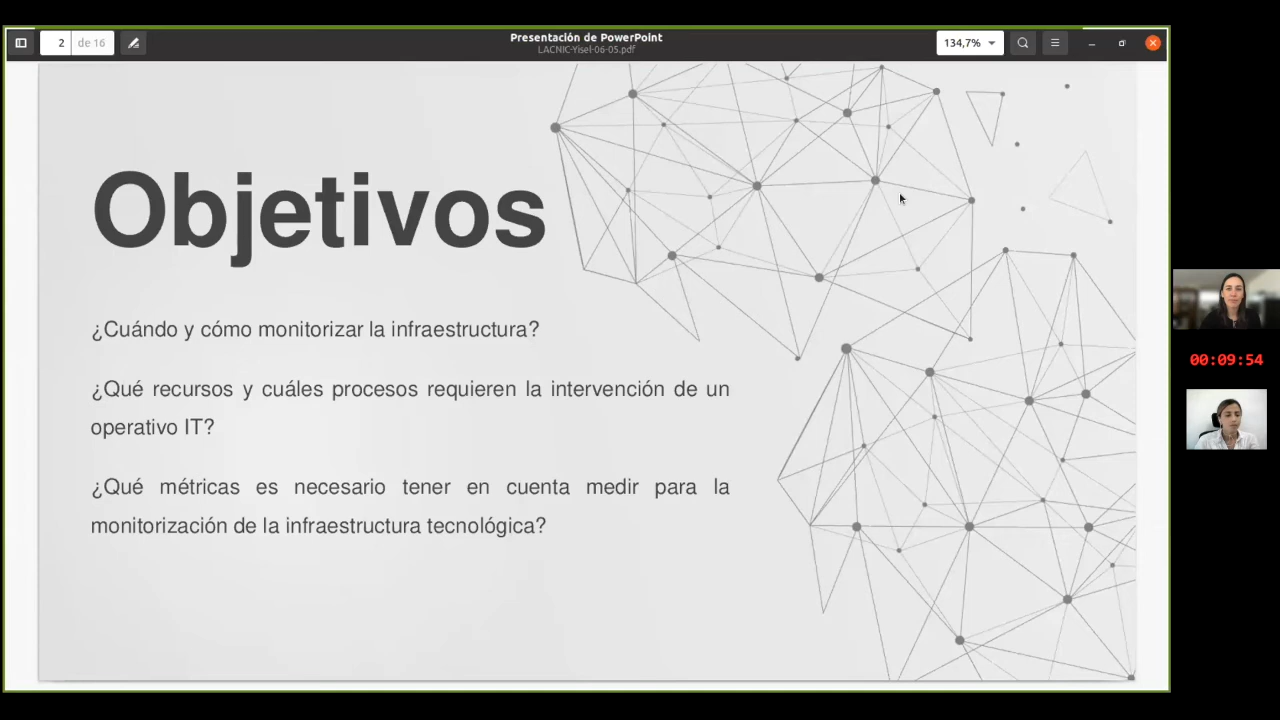 2 de 16
Presentación de PowerPoint
LACNIC-Yisel-06-05.pdf
134,7%
Objetivos
¿Cuándo y cómo monitorizar la infraestructura?
¿Qué recursos y cuáles procesos requieren la intervención de un
operativo IT?
¿Qué métricas es necesario tener en cuenta medir para la
monitorización de la infraestructura tecnológica?
00:09:54